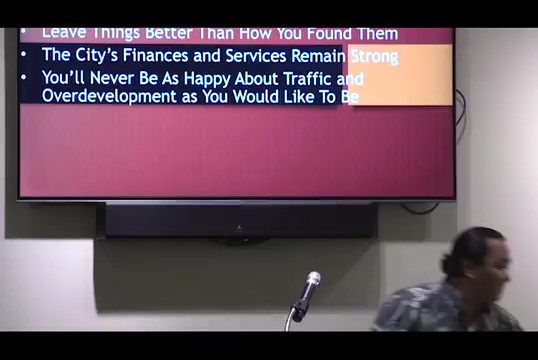 • Leave Things Better Than How You Found Them
• The City's Finances and Services Remain Strong
• You'll Never Be As Happy About Traffic and
Overdevelopment as You Would Like To Be